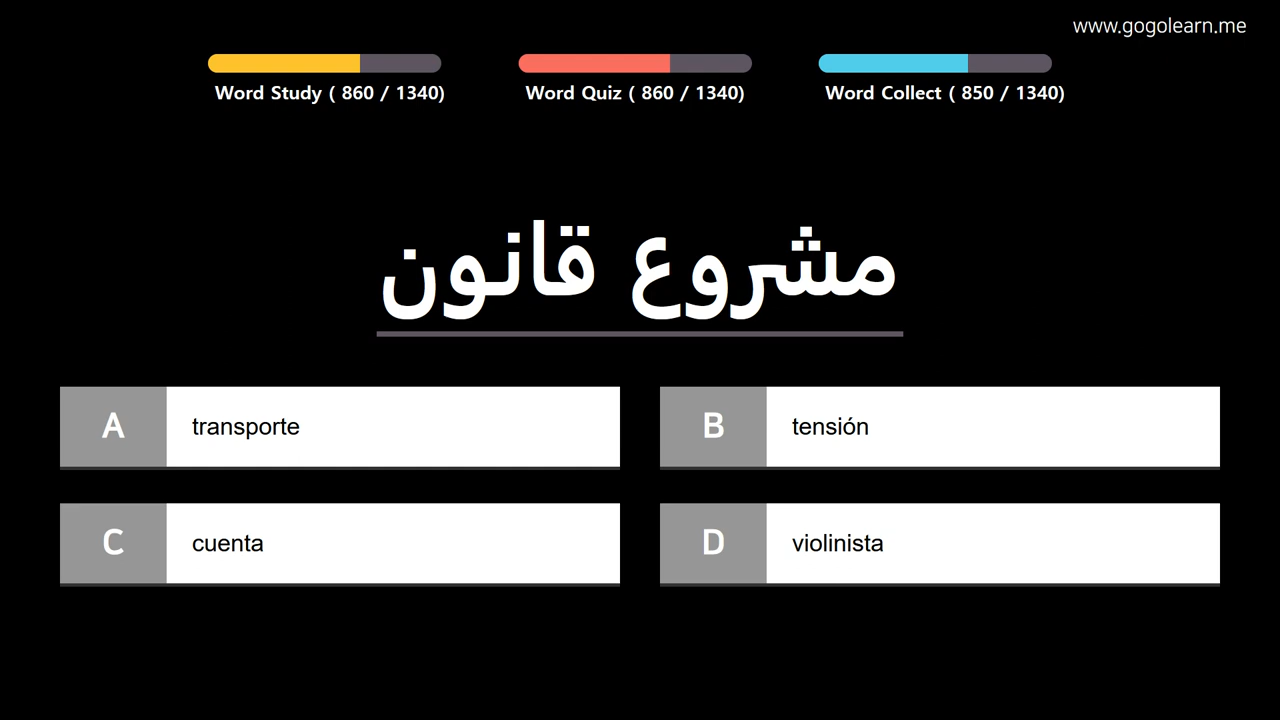 www.gogolearn.me
Word Study ( 860 / 1340)
Word Quiz ( 860 / 1340)
Word Collect ( 850 / 1340)
مشروع قانون
A transporte
B tensión
C cuenta
D violinista